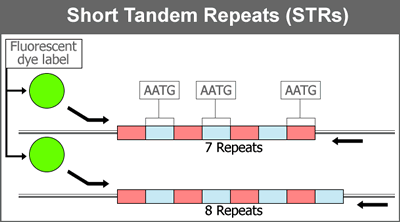 Short Tandem Repeats (STRs)
Fluorescent
dye label
AATG
AATG
AATG
7 Repeats
8 Repeats